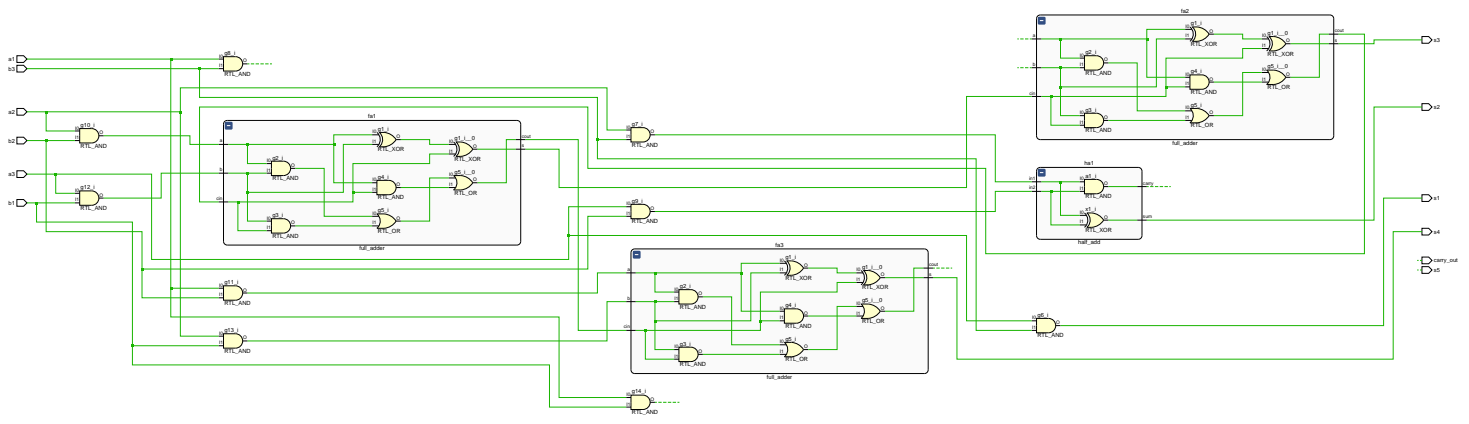 fa2
a
b
cin
g1_i
RTL_XOR
g1_i__0
RTL_XOR
g2_i
RTL_AND
g4_i
RTL_AND
g5_i__0
RTL_OR
g3_i
RTL_AND
g5_i
RTL_OR
cout
s
full_adder
a1
b3
a2
b2
a3
b1
g8_i
RTL_AND
g10_i
RTL_AND
g12_i
RTL_AND
fa1
a
b
cin
g1_i
RTL_XOR
g1_i__0
RTL_XOR
g2_i
RTL_AND
g4_i
RTL_AND
g5_i__0
RTL_OR
g3_i
RTL_AND
g5_i
RTL_OR
cout
s
full_adder
g7_i
RTL_AND
g9_i
RTL_AND
ha1
in1
in2
a1_i
RTL_AND
x1_i
RTL_XOR
carry
sum
half_add
g11_i
RTL_AND
g13_i
RTL_AND
fa3
a
b
cin
g1_i
RTL_XOR
g1_i__0
RTL_XOR
g2_i
RTL_AND
g4_i
RTL_AND
g5_i__0
RTL_OR
g3_i
RTL_AND
g5_i
RTL_OR
cout
s
full_adder
g6_i
RTL_AND
g14_i
RTL_AND
s3
s2
s1
s4
carry_out
s5